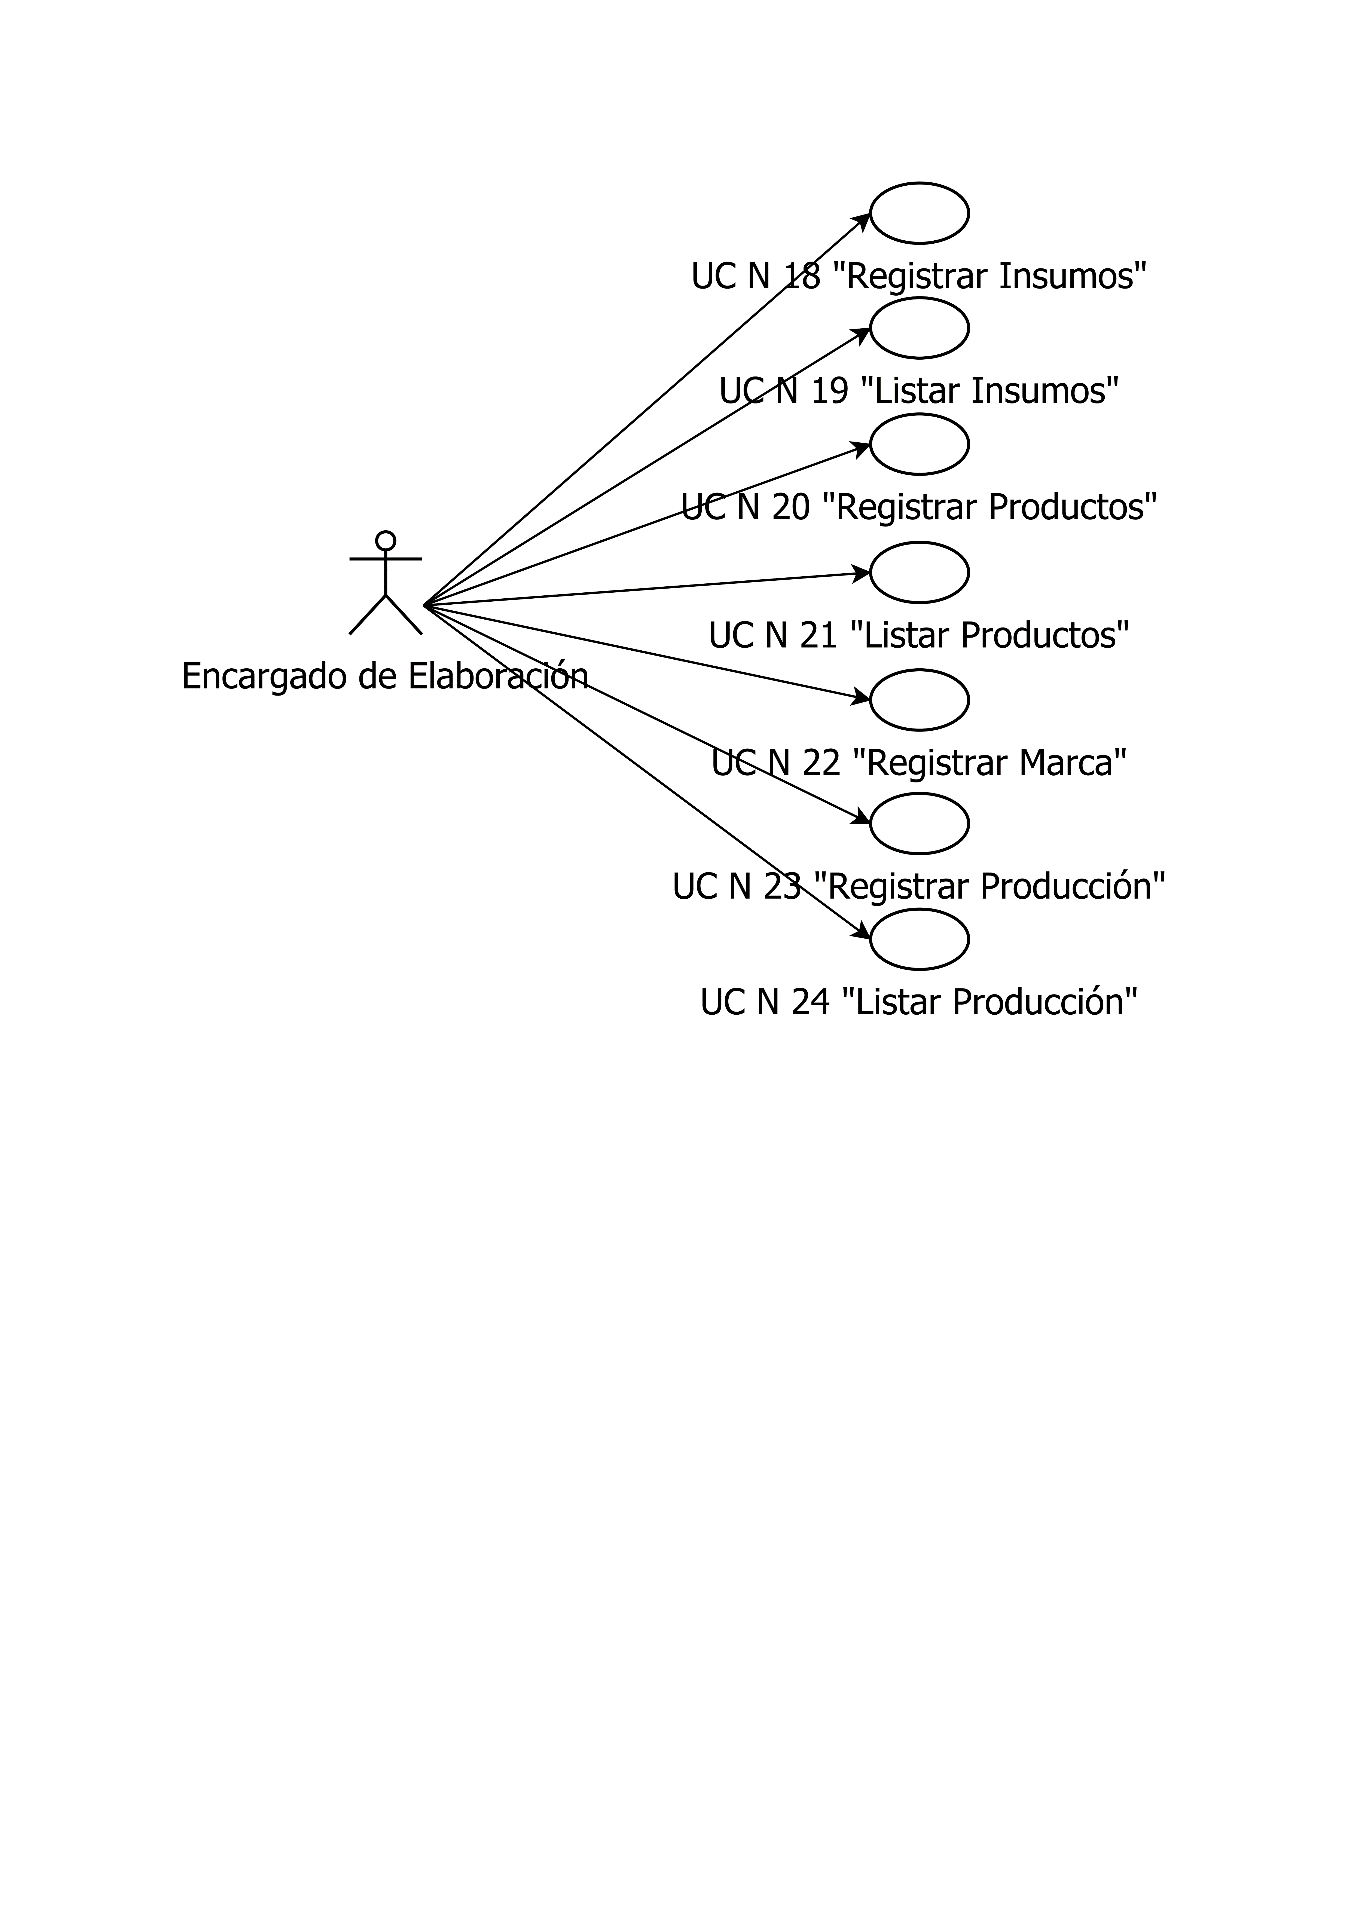 UC N 18 "Registrar Insumos"
UC N 19 "Listar Insumos"
UC N 20 "Registrar Productos"
UC N 21 "Listar Productos"
Encargado de Elaboración
UC N 22 "Registrar Marca"
UC N 23 "Registrar Producción"
UC N 24 "Listar Producción"